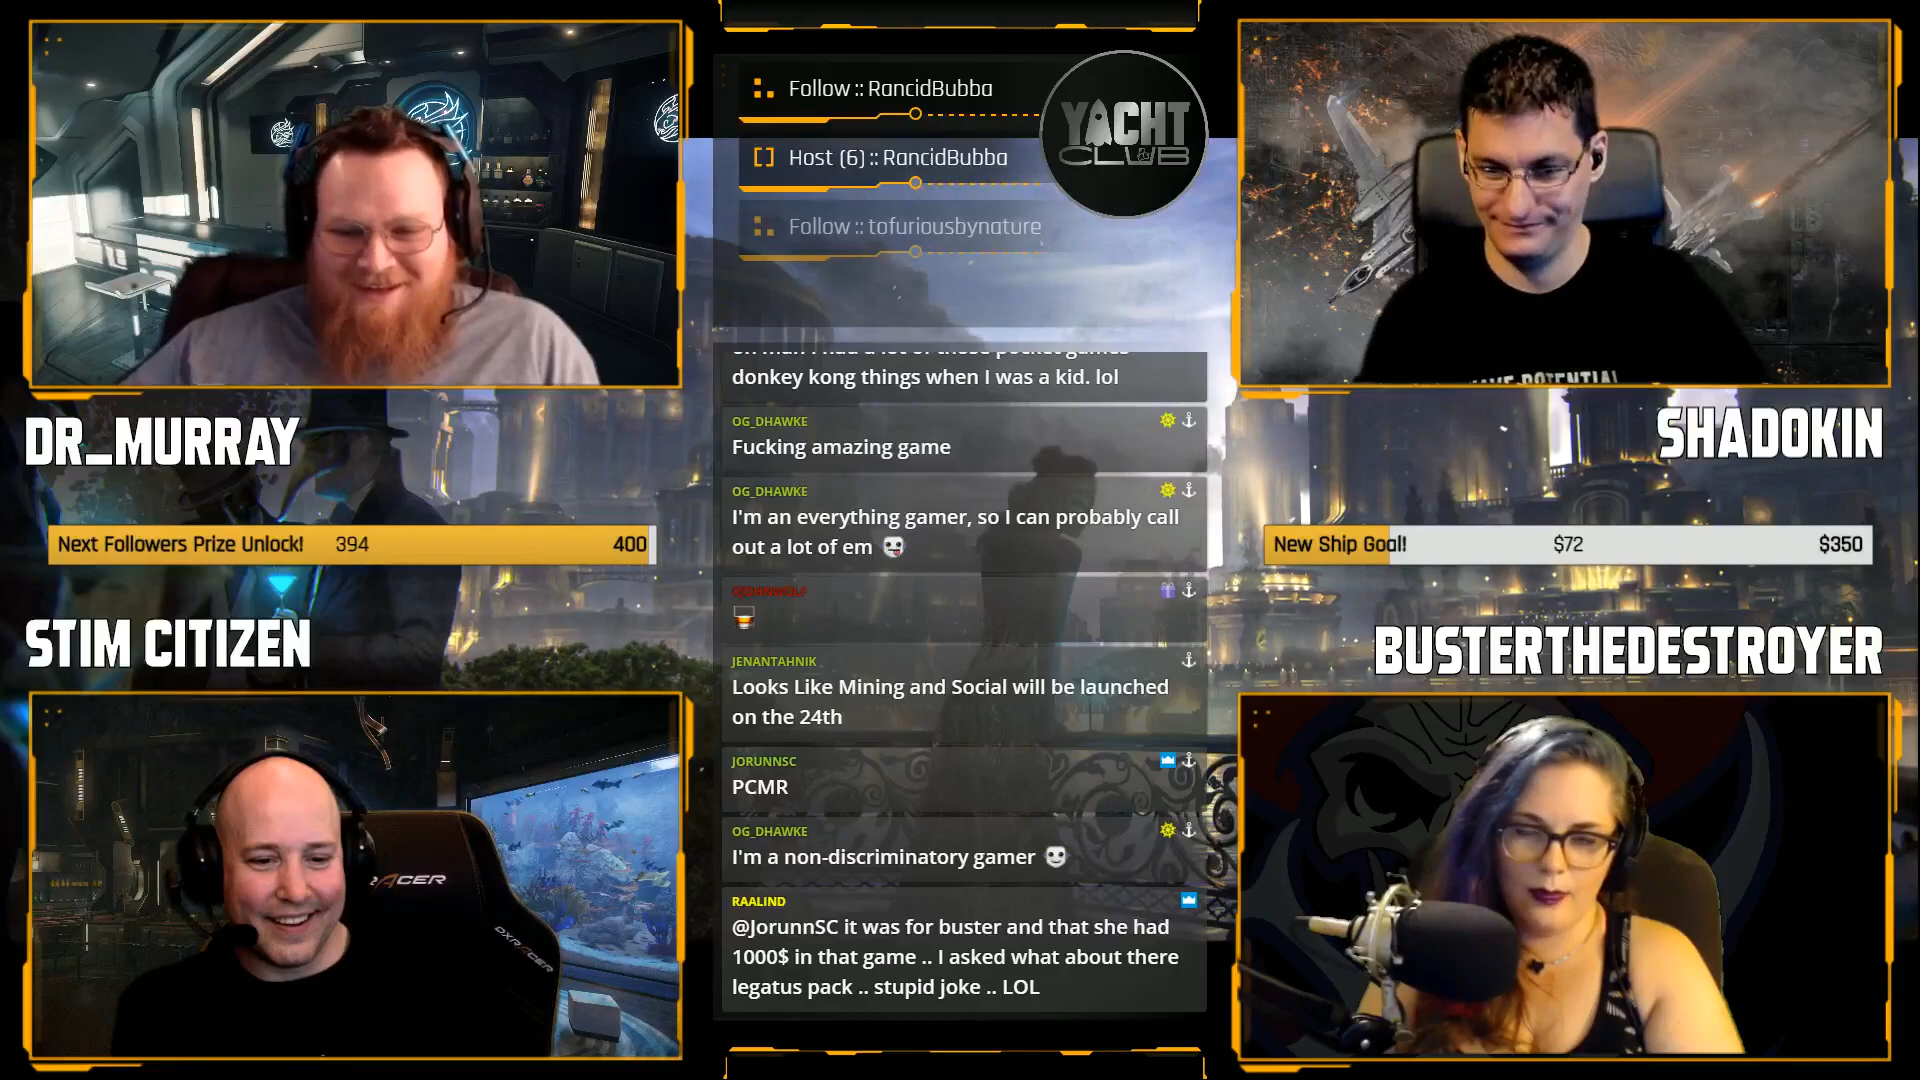 Follow :: RancidBubba
Host (6) :: RancidBubba
Follow :: tofuriousbynature
YACHT
CLUB
donkey kong things when I was a kid. lol
OG_DHAWKE
Fucking amazing game
OG_DHAWKE
I'm an everything gamer, so I can probably call
out a lot of em
JENANTAHNIK
Looks Like Mining and Social will be launched
on the 24th
JORUNNSC
PCMR
OG_DHAWKE
I'm a non-discriminatory gamer
RAALIND
@JorunnSC it was for buster and that she had
1000$ in that game .. I asked what about there
legatus pack .. stupid joke .. LOL
DR_MURRAY
Next Followers Prize Unlock! 394 400
STIM CITIZEN
SHADOKIN
New Ship Goal! $72 $350
BUSTERTHEDESTROYER
DXRACER